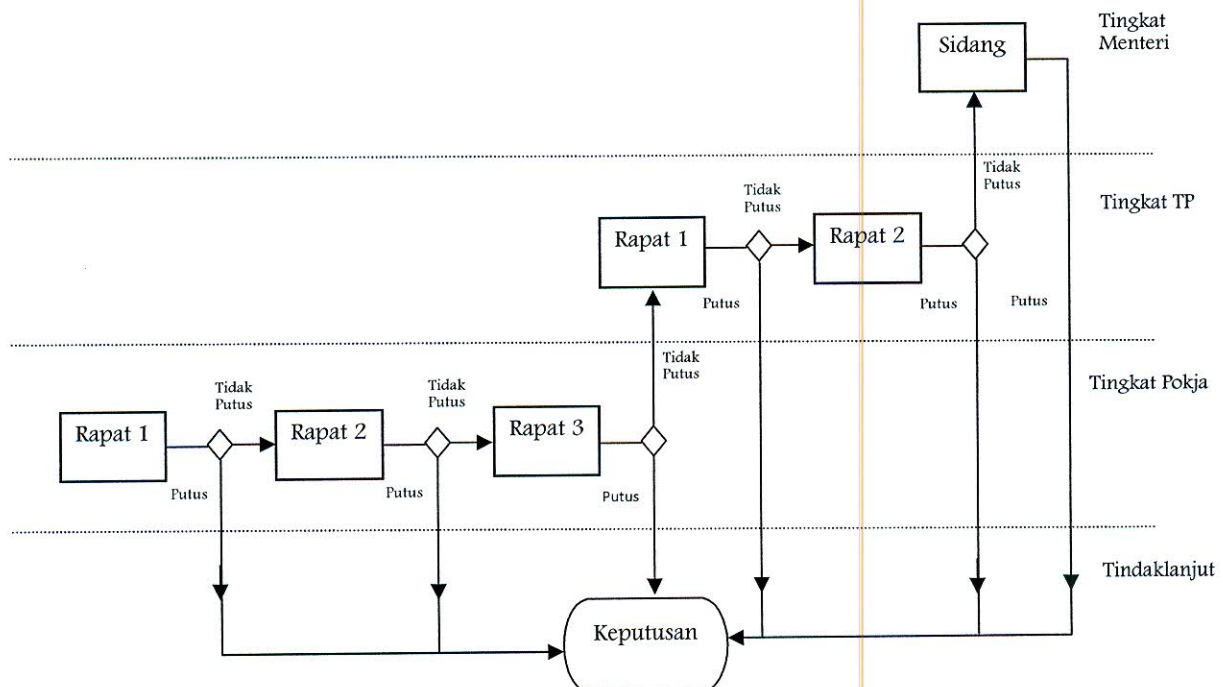 Tingkat
Menteri
Sidang
Tidak
Putus
Tingkat TP
Tidak
Putus
Rapat 1
Rapat 2
Putus
Putus
Putus
Tidak
Putus
Tingkat Pokja
Tidak
Putus
Tidak
Putus
Rapat 1
Rapat 2
Rapat 3
Putus
Putus
Putus
Tindaklanjut
Keputusan